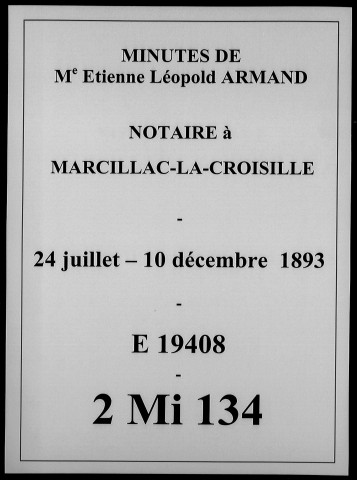 MINUTES DE
Me Etienne Léopold ARMAND
NOTAIRE à
MARCILLAC-LA-CROISILLE
-
24 juillet – 10 décembre 1893
-
E 19408
-
2 Mi 134